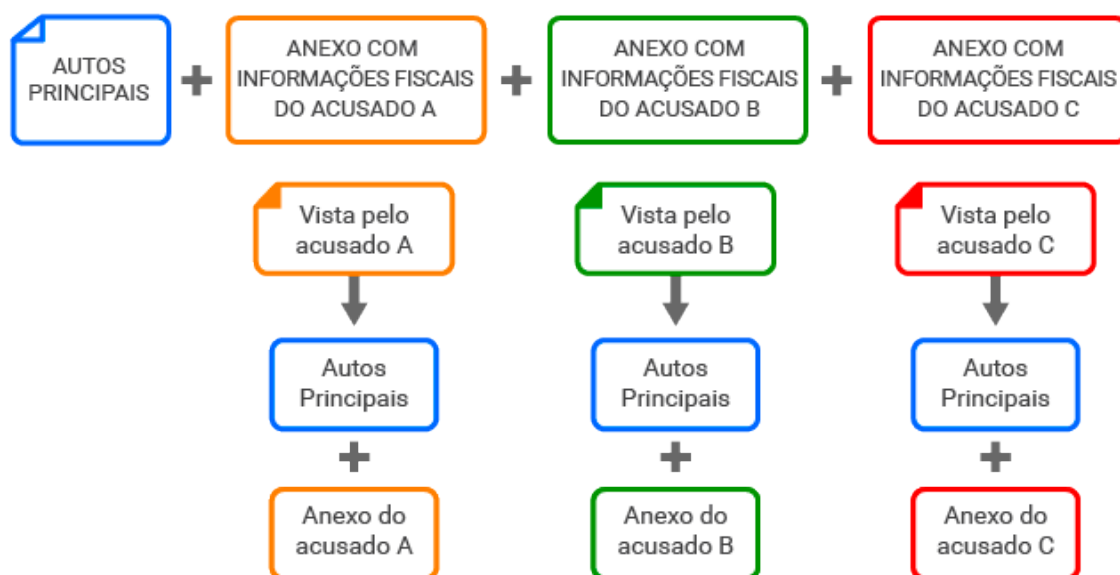 AUTOS
PRINCIPAIS
+
ANEXO COM
INFORMAÇÕES FISCAIS
DO ACUSADO A
+
ANEXO COM
INFORMAÇÕES FISCAIS
DO ACUSADO B
+
ANEXO COM
INFORMAÇÕES FISCAIS
DO ACUSADO C
Vista pelo
acusado A
Vista pelo
acusado B
Vista pelo
acusado C
Autos
Principais
Autos
Principais
Autos
Principais
+
+
+
Anexo do
acusado A
Anexo do
acusado B
Anexo do
acusado C